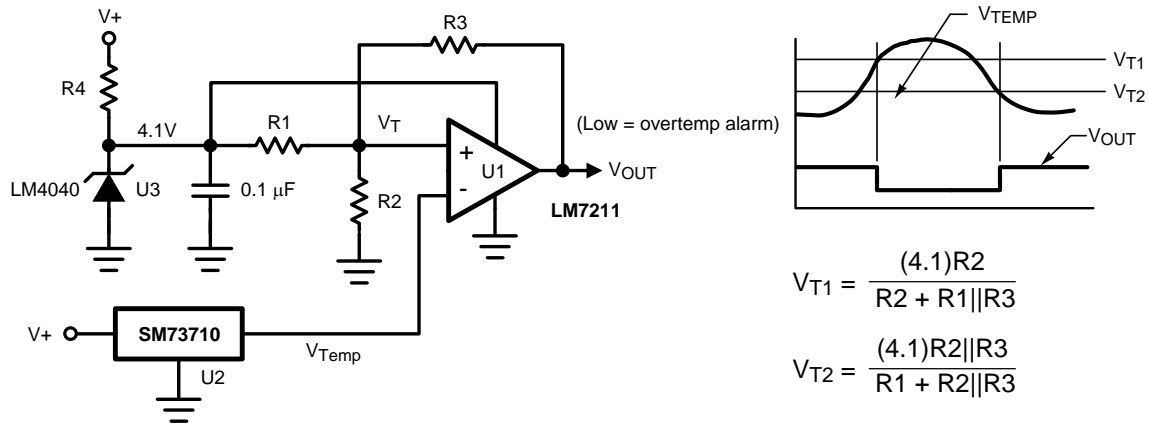 V+
R3
R4
4.1V
R1
VT
(Low = overtemp alarm)
+
U1
-
VOUT
LM4040
U3
0.1 μF
R2
LM7211
V+
SM73710
U2
VTemp
VTEMP
VT1
VT2
VOUT
VT1 = (4.1)R2 / R2 + R1||R3
VT2 = (4.1)R2||R3 / R1 + R2||R3